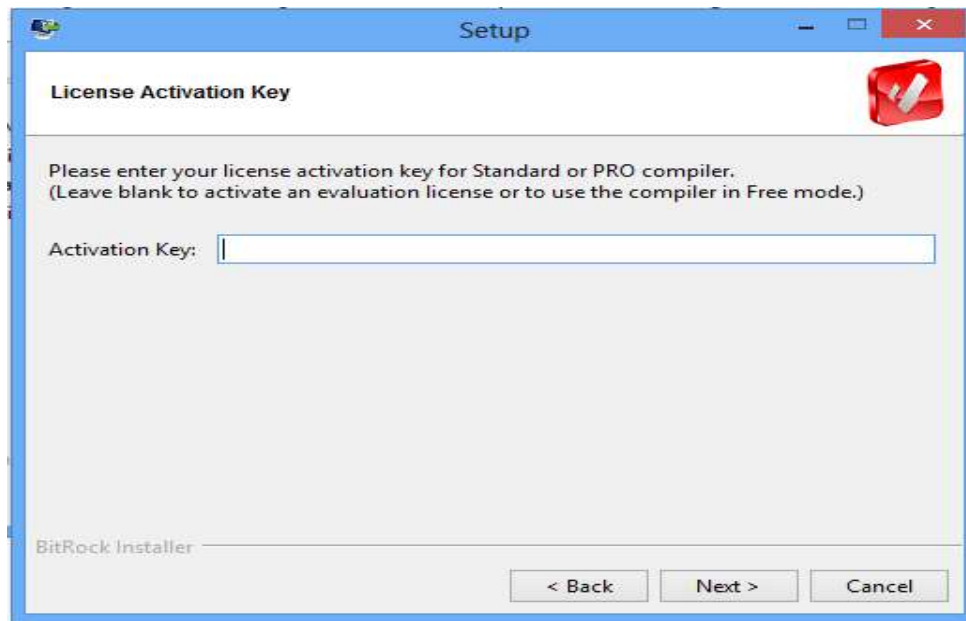 Setup
License Activation Key
Please enter your license activation key for Standard or PRO compiler.
(Leave blank to activate an evaluation license or to use the compiler in Free mode.)
Activation Key:
BitRock Installer
< Back Next > Cancel